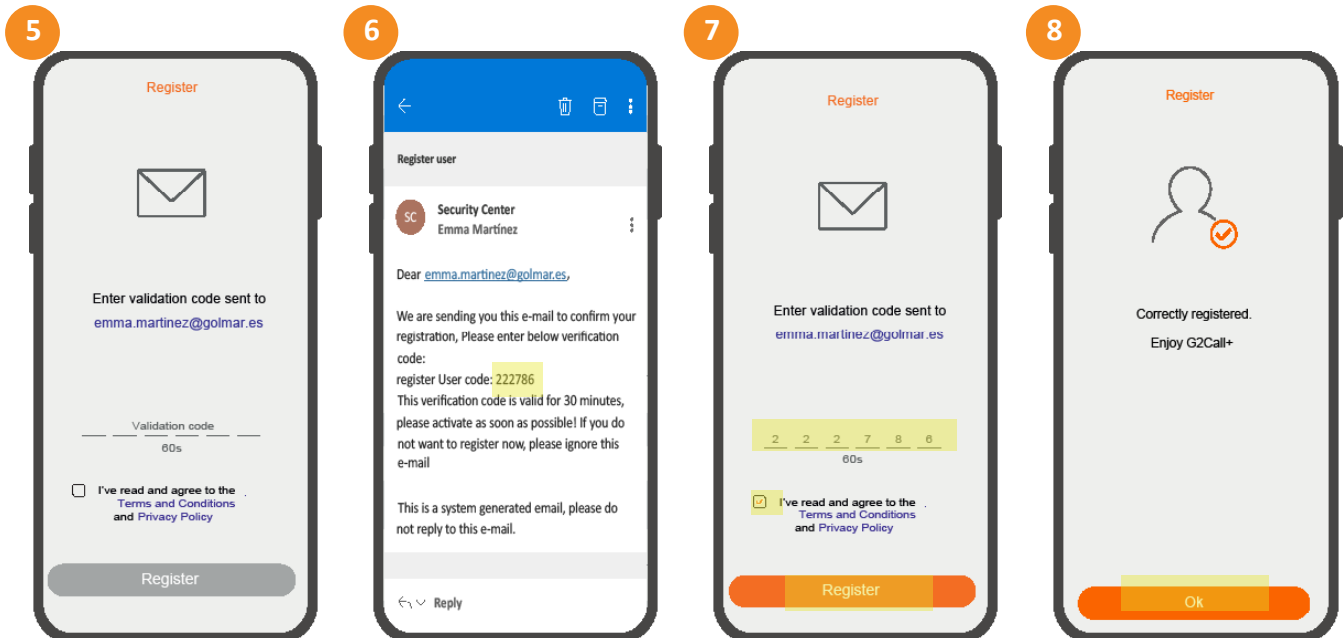 5
Register
Enter validation code sent to
emma.martinez@golmar.es
Validation code
60s
I've read and agree to the
Terms and Conditions
and Privacy Policy
Register
6
Register user
SC
Security Center
Emma Martínez
Dear emma.martinez@golmar.es,
We are sending you this e-mail to confirm your
registration, Please enter below verification
code:
register User code: 222786
This verification code is valid for 30 minutes,
please activate as soon as possible! If you do
not want to register now, please ignore this
e-mail
This is a system generated email, please do
not reply to this e-mail.
Reply
7
Register
Enter validation code sent to
emma.martinez@golmar.es
2 2 2 7 8 6
60s
I've read and agree to the
Terms and Conditions
and Privacy Policy
Register
8
Register
Correctly registered.
Enjoy G2Call+
Ok